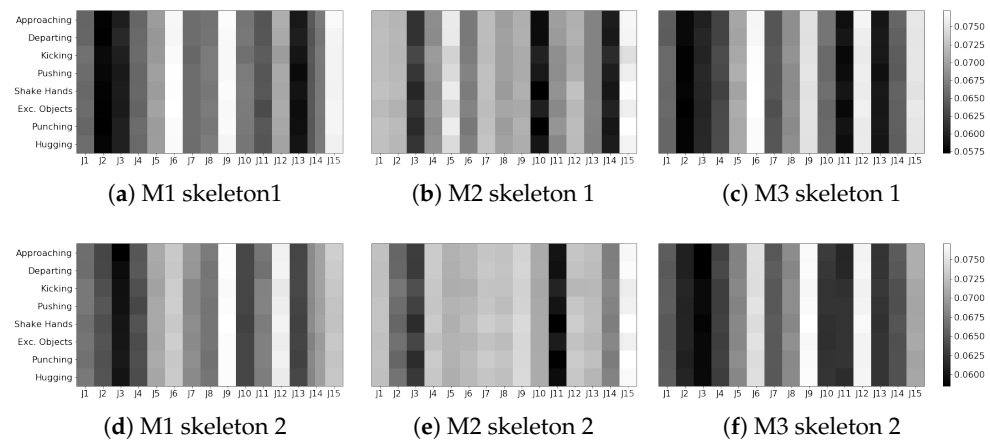 Approaching
Departing
Kicking
Pushing
Shake Hands
Exc. Objects
Punching
Hugging
J1 J2 J3 J4 J5 J6 J7 J8 J9 J10 J11 J12 J13 J14 J15
J1 J2 J3 J4 J5 J6 J7 J8 J9 J10 J11 J12 J13 J14 J15
J1 J2 J3 J4 J5 J6 J7 J8 J9 J10 J11 J12 J13 J14 J15
0.0750
0.0725
0.0700
0.0675
0.0650
0.0625
0.0600
0.0575
(a) M1 skeleton1
(b) M2 skeleton 1
(c) M3 skeleton 1
Approaching
Departing
Kicking
Pushing
Shake Hands
Exc. Objects
Punching
Hugging
J1 J2 J3 J4 J5 J6 J7 J8 J9 J10 J11 J12 J13 J14 J15
J1 J2 J3 J4 J5 J6 J7 J8 J9 J10 J11 J12 J13 J14 J15
J1 J2 J3 J4 J5 J6 J7 J8 J9 J10 J11 J12 J13 J14 J15
0.0750
0.0725
0.0700
0.0675
0.0650
0.0625
0.0600
(d) M1 skeleton 2
(e) M2 skeleton 2
(f) M3 skeleton 2